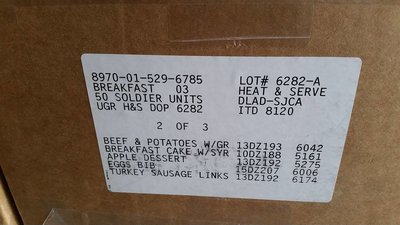 8970-01-529-6785 LOT# 6282-A
BREAKFAST 03 HEAT & SERVE
50 SOLDIER UNITS DLAD-SJCA
UGR H&S DOP 6282 ITD 8120
2 OF 3
BEEF & POTATOES W/GR 13DZ193 6042
BREAKFAST CAKE W/SYR 10DZ188 5161
APPLE DESSERT 13DZ192 5275
EGGS BIB 15DZ207 6006
TURKEY SAUSAGE LINKS 13DZ192 6174